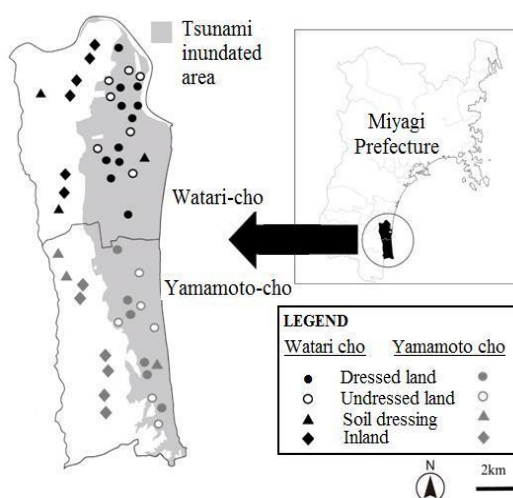 Tsunami
inundated
area
Miyagi
Prefecture
Watari-cho
Yamamoto-cho
LEGEND
Watari cho Yamamoto cho
Dressed land
Undressed land
Soil dressing
Inland
N 2km